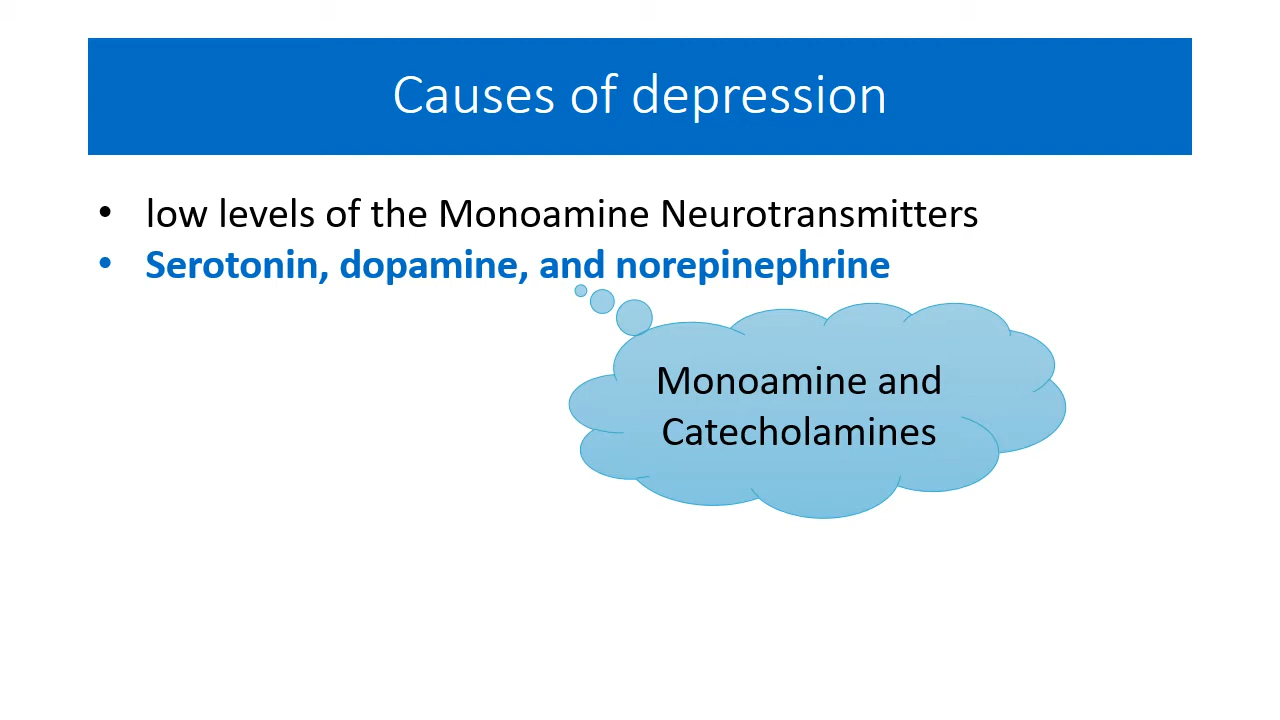 Causes of depression
• low levels of the Monoamine Neurotransmitters
• Serotonin, dopamine, and norepinephrine
Monoamine and
Catecholamines